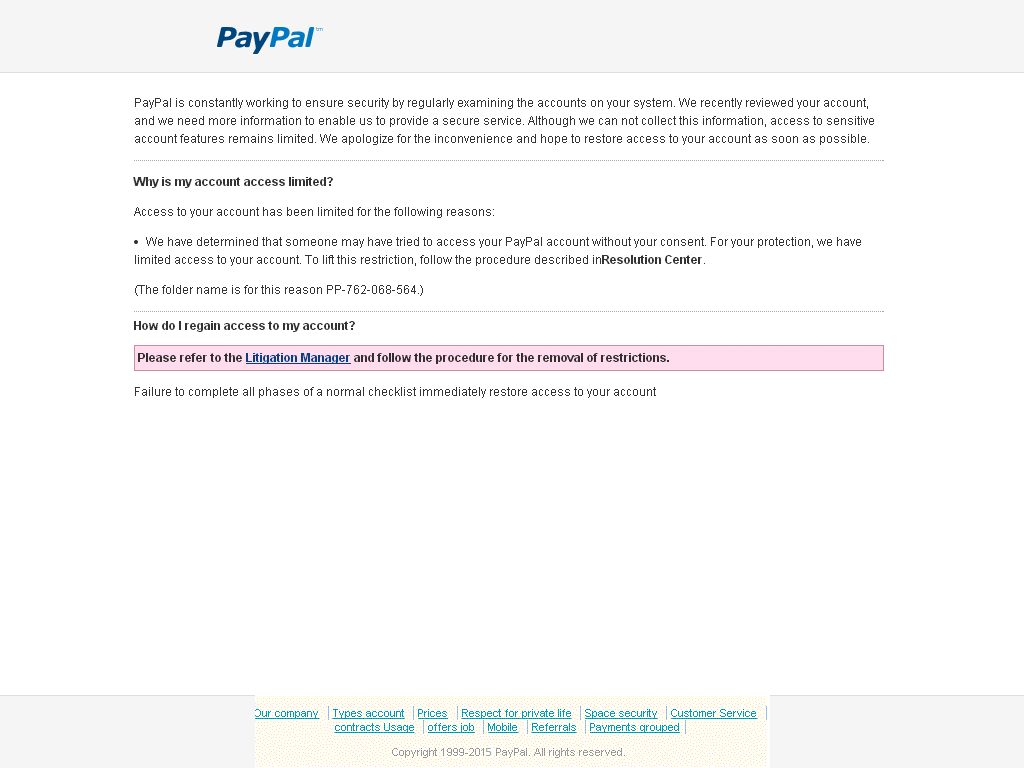 PayPal™
PayPal is constantly working to ensure security by regularly examining the accounts on your system. We recently reviewed your account,
and we need more information to enable us to provide a secure service. Although we can not collect this information, access to sensitive
account features remains limited. We apologize for the inconvenience and hope to restore access to your account as soon as possible.
Why is my account access limited?
Access to your account has been limited for the following reasons:
• We have determined that someone may have tried to access your PayPal account without your consent. For your protection, we have
limited access to your account. To lift this restriction, follow the procedure described inResolution Center.
(The folder name is for this reason PP-762-068-564.)
How do I regain access to my account?
Please refer to the Litigation Manager and follow the procedure for the removal of restrictions.
Failure to complete all phases of a normal checklist immediately restore access to your account
Our company | Types account | Prices | Respect for private life | Space security | Customer Service |
contracts Usage | offers job | Mobile | Referrals | Payments grouped |
Copyright 1999-2015 PayPal. All rights reserved.